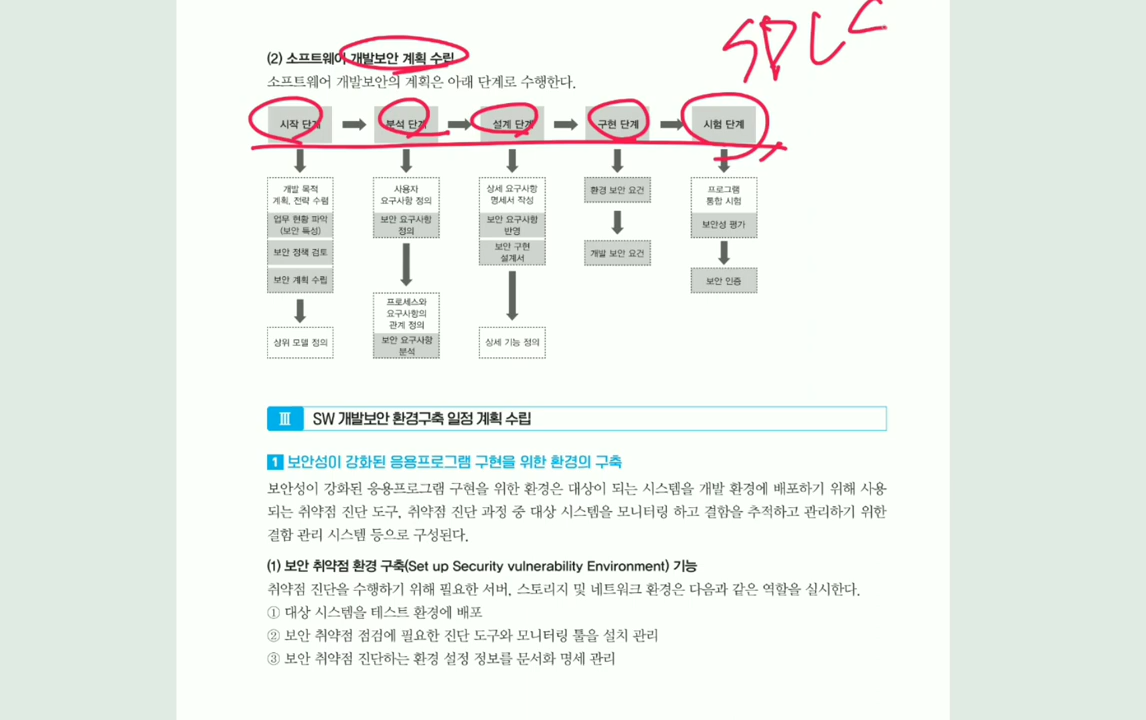 SDLC
(2) 소프트웨어 개발보안 계획 수립
소프트웨어 개발보안의 계획은 아래 단계로 수행한다.
시작 단계
분석 단계
설계 단계
구현 단계
시험 단계
개발 목적
계획, 전략 수렴
업무 현황 파악
(보안 특성)
보안 정책 검토
보안 계획 수립
상위 모델 정의
사용자
요구사항 정의
보안 요구사항
정의
프로세스와
요구사항의
관계 정의
보안 요구사항
분석
상세 요구사항
명세서 작성
보안 요구사항
반영
보안 구현
설계서
상세 기능 정의
환경 보안 요건
개발 보안 요건
프로그램
통합 시험
보안성 평가
보안 인증
Ⅲ SW 개발보안 환경구축 일정 계획 수립
1 보안성이 강화된 응용프로그램 구현을 위한 환경의 구축
보안성이 강화된 응용프로그램 구현을 위한 환경은 대상이 되는 시스템을 개발 환경에 배포하기 위해 사용
되는 취약점 진단 도구, 취약점 진단 과정 중 대상 시스템을 모니터링 하고 결함을 추적하고 관리하기 위한
결함 관리 시스템 등으로 구성된다.
(1) 보안 취약점 환경 구축(Set up Security vulnerability Environment) 기능
취약점 진단을 수행하기 위해 필요한 서버, 스토리지 및 네트워크 환경은 다음과 같은 역할을 실시한다.
① 대상 시스템을 테스트 환경에 배포
② 보안 취약점 점검에 필요한 진단 도구와 모니터링 툴을 설치 관리
③ 보안 취약점 진단하는 환경 설정 정보를 문서화 명세 관리